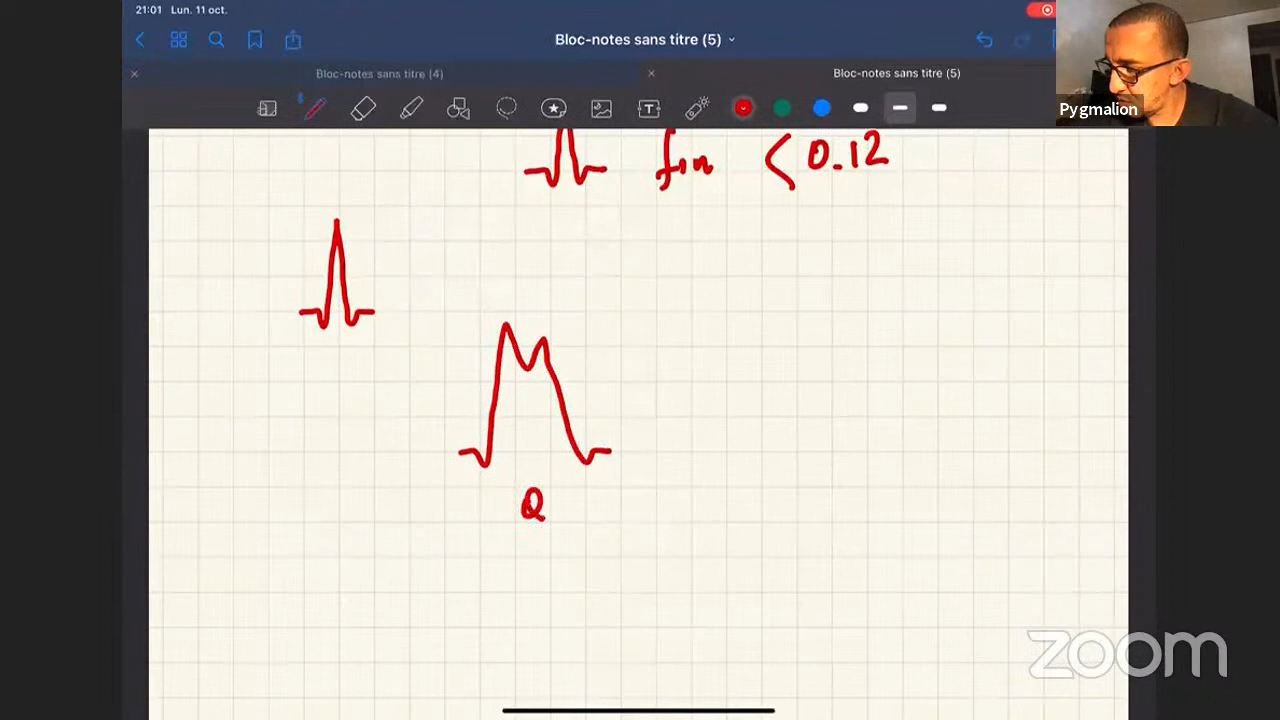 21:01 Lun. 11 oct.
Bloc-notes sans titre (5)
Bloc-notes sans titre (4)
Bloc-notes sans titre (5)
Pygmalion
fin < 0.12
Q
zoom